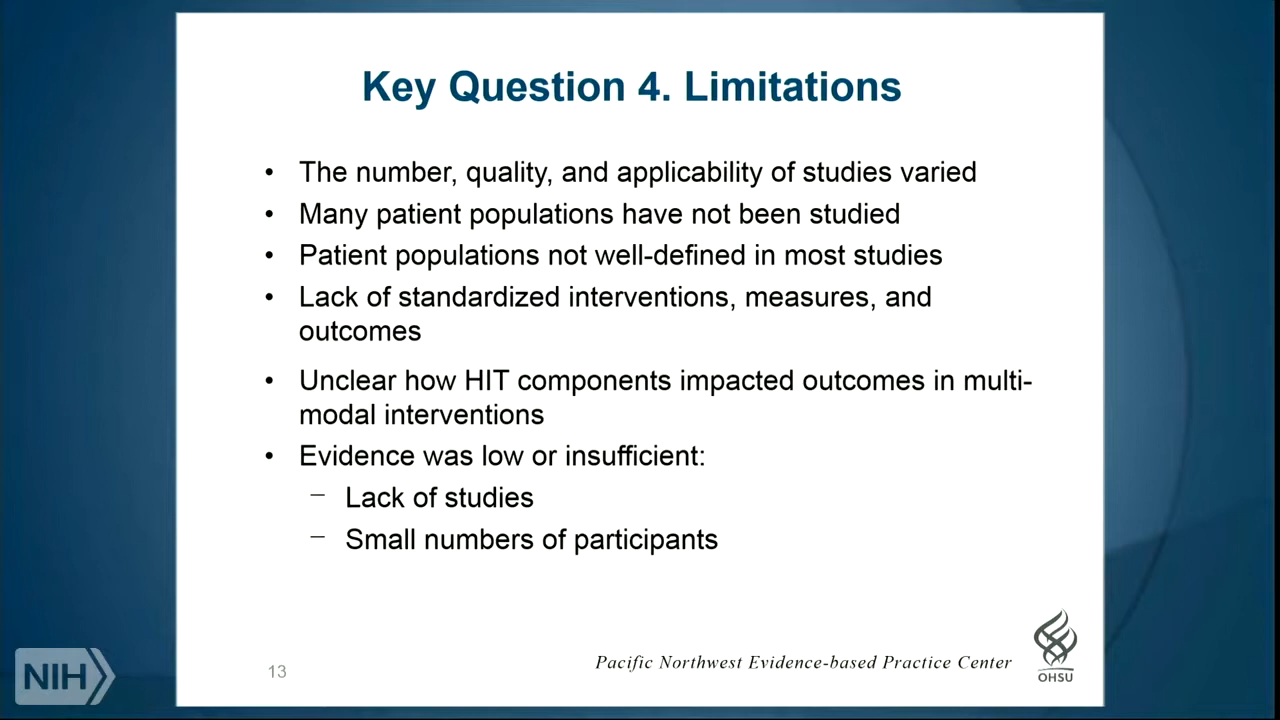 Key Question 4. Limitations
• The number, quality, and applicability of studies varied
• Many patient populations have not been studied
• Patient populations not well-defined in most studies
• Lack of standardized interventions, measures, and
outcomes
• Unclear how HIT components impacted outcomes in multi-
modal interventions
• Evidence was low or insufficient:
– Lack of studies
– Small numbers of participants
13
Pacific Northwest Evidence-based Practice Center
OHSU
NIH